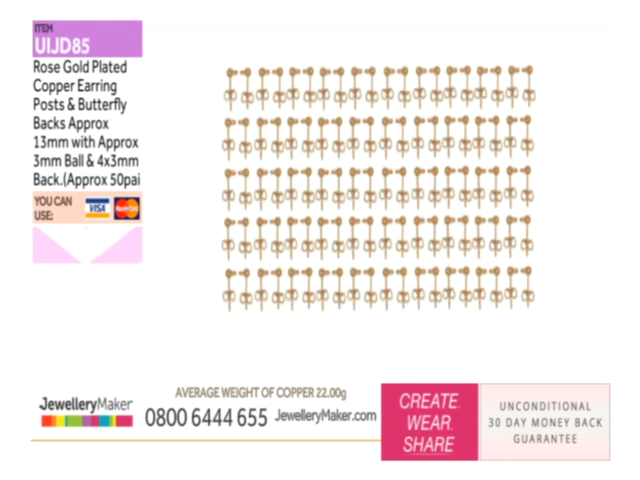 ITEM
UIJD85
Rose Gold Plated
Copper Earring
Posts & Butterfly
Backs Approx
13mm with Approx
3mm Ball & 4x3mm
Back.(Approx 50pai
YOU CAN
USE:
VISA
MasterCard
AVERAGE WEIGHT OF COPPER 22.00g
JewelleryMaker
0800 6444 655
JewelleryMaker.com
CREATE.
WEAR.
SHARE
UNCONDITIONAL
30 DAY MONEY BACK
GUARANTEE